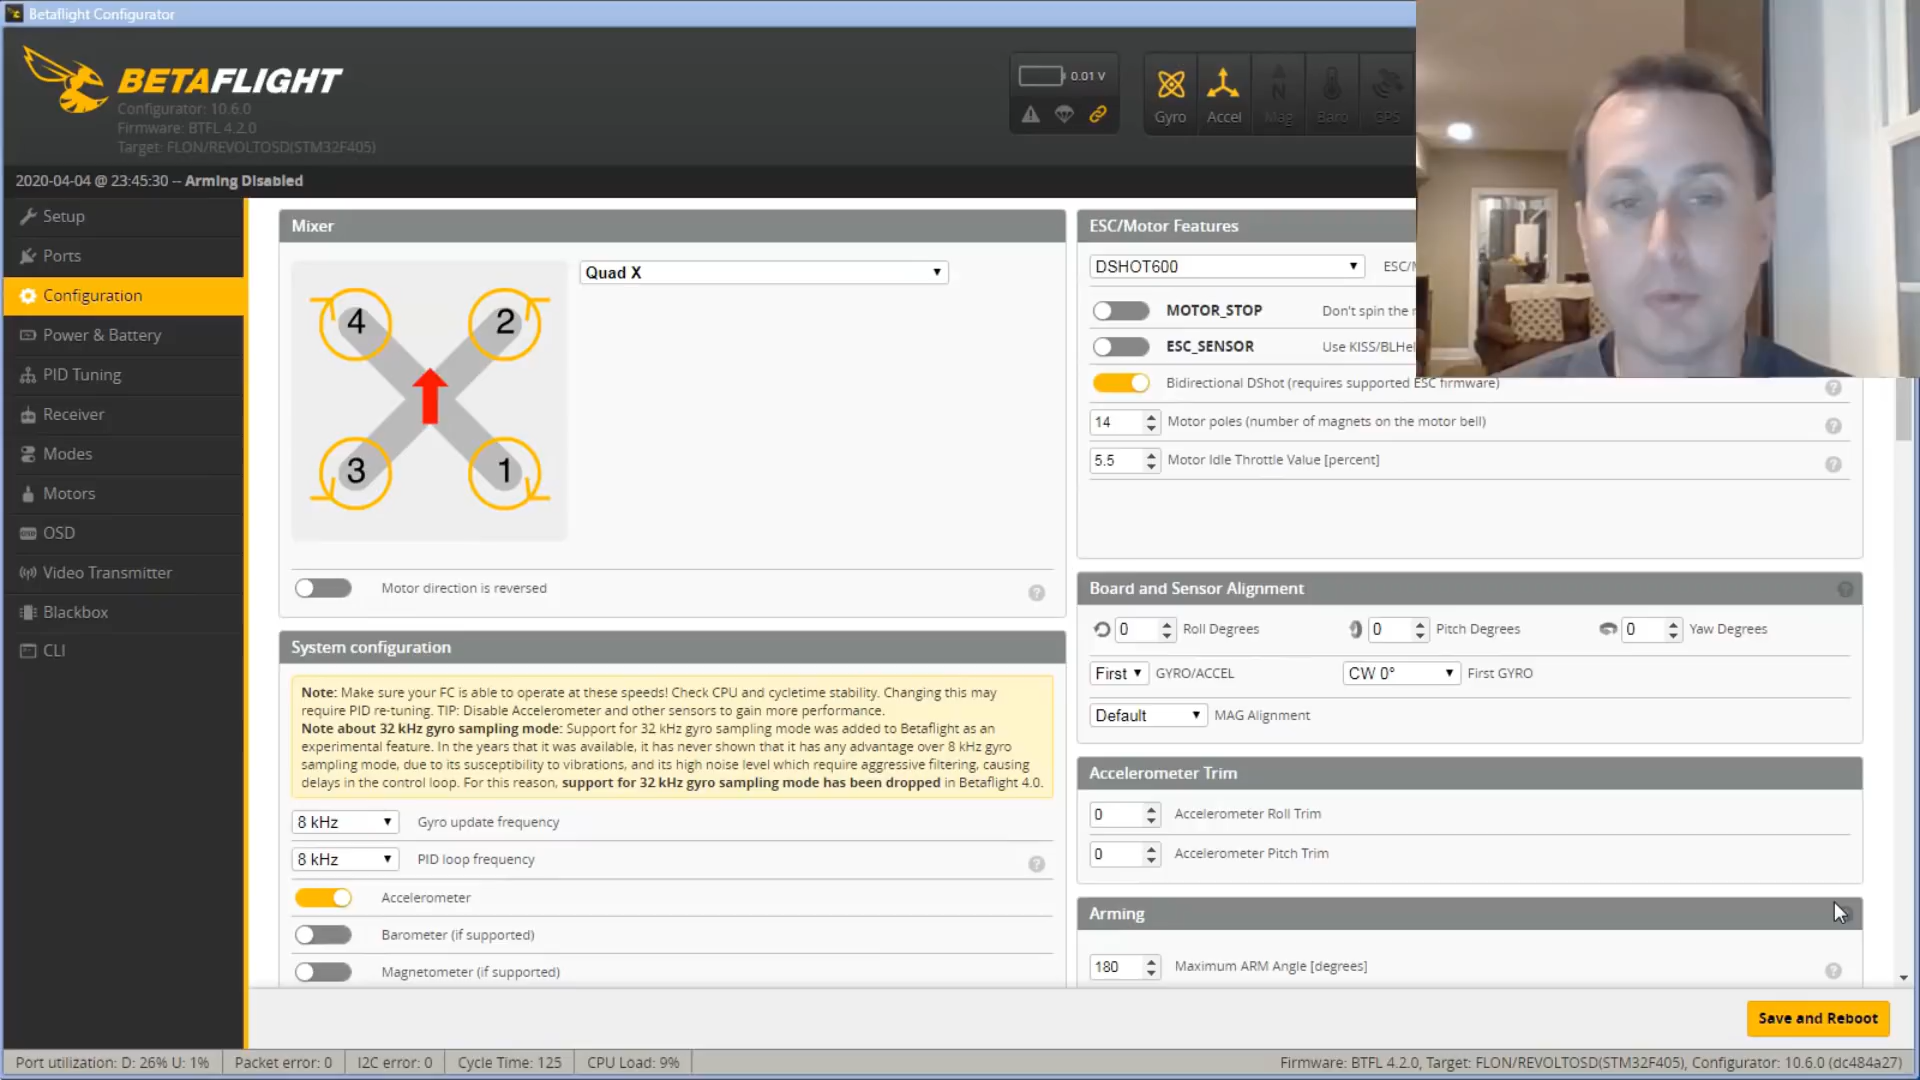 Betaflight Configurator
BETAFLIGHT
Configurator: 10.6.0
Firmware: BTFL 4.2.0
Target: FLON/REVOLTOSD(STM32F405)
0.01 V
Gyro
Accel
Mag
Baro
GPS
2020-04-04 @ 23:45:30 -- Arming Disabled
Setup
Ports
Configuration
Power & Battery
PID Tuning
Receiver
Modes
Motors
OSD
Video Transmitter
Blackbox
CLI
Mixer
Quad X
4
2
3
1
Motor direction is reversed
System configuration
Note: Make sure your FC is able to operate at these speeds! Check CPU and cycletime stability. Changing this may
require PID re-tuning. TIP: Disable Accelerometer and other sensors to gain more performance.
Note about 32 kHz gyro sampling mode: Support for 32 kHz gyro sampling mode was added to Betaflight as an
experimental feature. In the years that it was available, it has never shown that it has any advantage over 8 kHz gyro
sampling mode, due to its susceptibility to vibrations, and its high noise level which require aggressive filtering, causing
delays in the control loop. For this reason, support for 32 kHz gyro sampling mode has been dropped in Betaflight 4.0.
8 kHz Gyro update frequency
8 kHz PID loop frequency
Accelerometer
Barometer (if supported)
Magnetometer (if supported)
ESC/Motor Features
DSHOT600 ESC/
MOTOR_STOP Don't spin the
ESC_SENSOR Use KISS/BLHe
Bidirectional DShot (requires supported ESC firmware)
14 Motor poles (number of magnets on the motor bell)
5.5 Motor Idle Throttle Value [percent]
Board and Sensor Alignment
0 Roll Degrees 0 Pitch Degrees 0 Yaw Degrees
First GYRO/ACCEL CW 0° First GYRO
Default MAG Alignment
Accelerometer Trim
0 Accelerometer Roll Trim
0 Accelerometer Pitch Trim
Arming
180 Maximum ARM Angle [degrees]
Save and Reboot
Port utilization: D: 26% U: 1% Packet error: 0 I2C error: 0 Cycle Time: 125 CPU Load: 9%
Firmware: BTFL 4.2.0, Target: FLON/REVOLTOSD(STM32F405), Configurator: 10.6.0 (dc484a27)